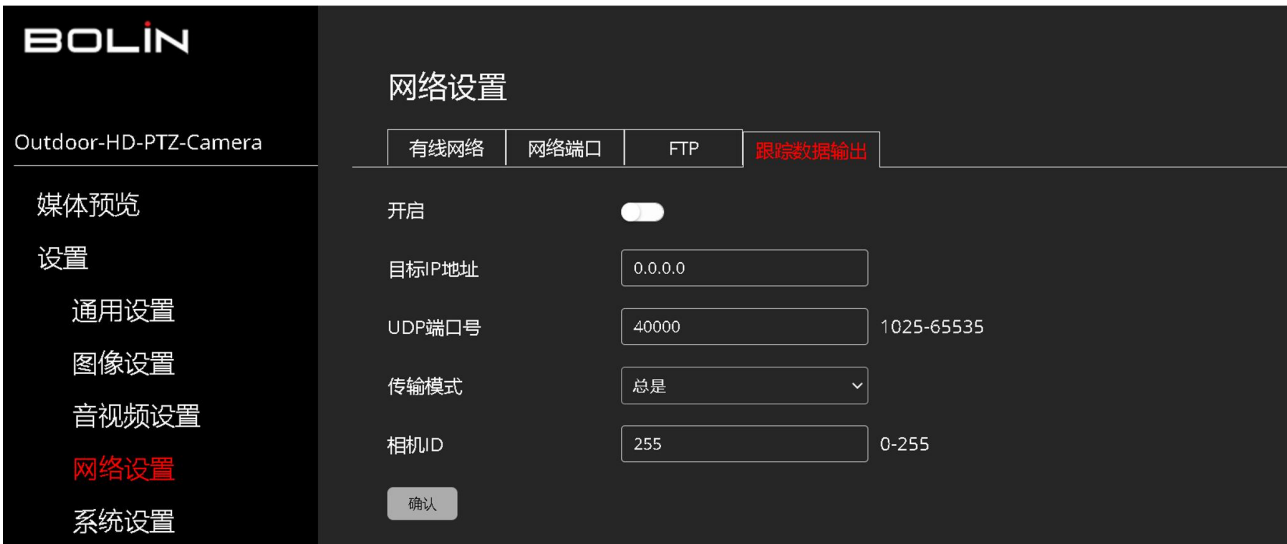 BOLIN
Outdoor-HD-PTZ-Camera
媒体预览
设置
通用设置
图像设置
音视频设置
网络设置
系统设置
网络设置
有线网络 网络端口 FTP 跟踪数据输出
开启
目标IP地址 0.0.0.0
UDP端口号 40000 1025-65535
传输模式 总是
相机ID 255 0-255
确认